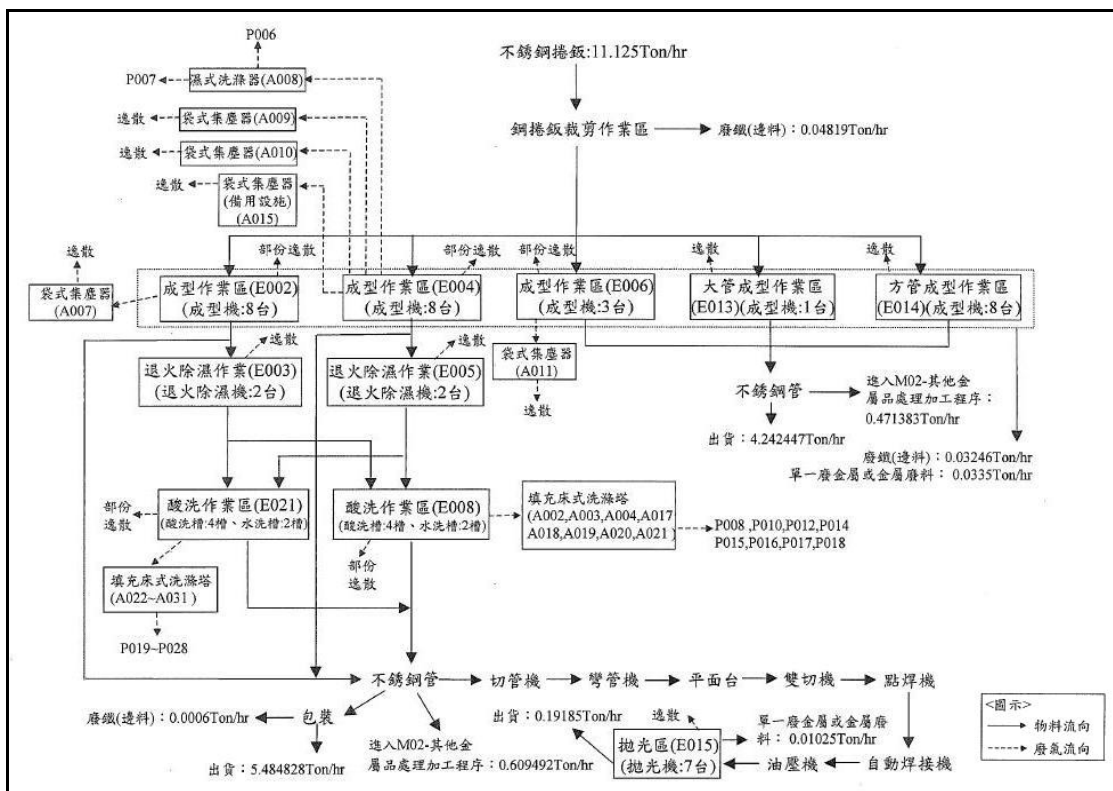 P006
不銹鋼捲鈑:11.125Ton/hr
P007
濕式洗滌器(A008)
逸散
袋式集塵器(A009)
鋼捲鈑裁剪作業區
廢鐵(邊料)：0.04819Ton/hr
逸散
袋式集塵器(A010)
逸散
袋式集塵器
(備用設施)
(A015)
逸散
部份逸散
部份逸散
部份逸散
逸散
逸散
袋式集塵器
(A007)
成型作業區(E002)
(成型機:8台)
成型作業區(E004)
(成型機:8台)
成型作業區(E006)
(成型機:3台)
大管成型作業區
(E013)(成型機:1台)
方管成型作業區
(E014)(成型機:8台)
逸散
逸散
退火除濕作業(E003)
(退火除濕機:2台)
退火除濕作業(E005)
(退火除濕機:2台)
袋式集塵器
(A011)
逸散
不銹鋼管
進入M02-其他金
屬品處理加工程序：
0.471383Ton/hr
出貨：4.242447Ton/hr
廢鐵(邊料)：0.03246Ton/hr
單一廢金屬或金屬廢料：0.0335Ton/hr
部份
逸散
酸洗作業區(E021)
(酸洗槽:4槽、水洗槽:2槽)
酸洗作業區(E008)
(酸洗槽:4槽、水洗槽:2槽)
填充床式洗滌塔
(A002,A003,A004,A017
A018,A019,A020,A021)
P008 ,P010,P012,P014
P015,P016,P017,P018
部份
逸散
填充床式洗滌塔
(A022~A031)
P019~P028
不銹鋼管
切管機
彎管機
平面台
雙切機
點焊機
廢鐵(邊料)：0.0006Ton/hr
包裝
出貨：5.484828Ton/hr
進入M02-其他金
屬品處理加工程序：0.609492Ton/hr
出貨：0.19185Ton/hr
逸散
拋光區(E015)
(拋光機:7台)
單一廢金屬或金屬廢
料：0.01025Ton/hr
油壓機
自動焊接機
<圖示>
物料流向
廢氣流向